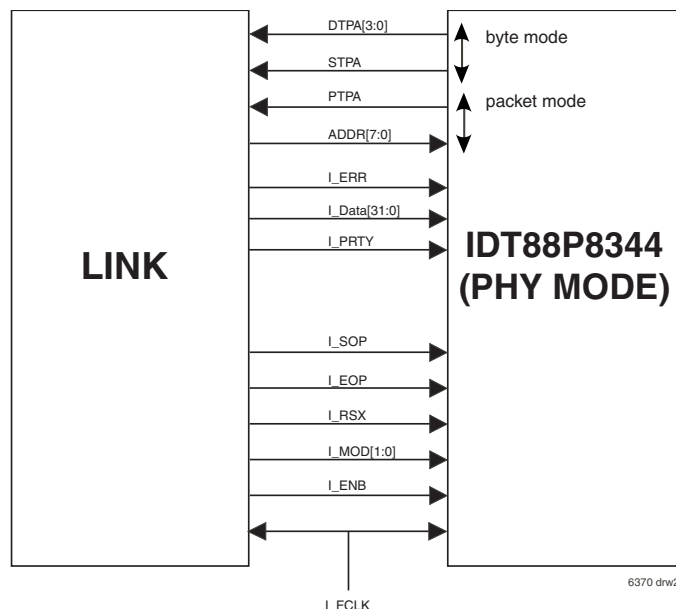 DTPA[3:0]
byte mode
STPA
PTPA
packet mode
ADDR[7:0]
I_ERR
I_Data[31:0]
I_PRTY
LINK
IDT88P8344
(PHY MODE)
I_SOP
I_EOP
I_RSX
I_MOD[1:0]
I_ENB
6370 drw2
I_FCLK